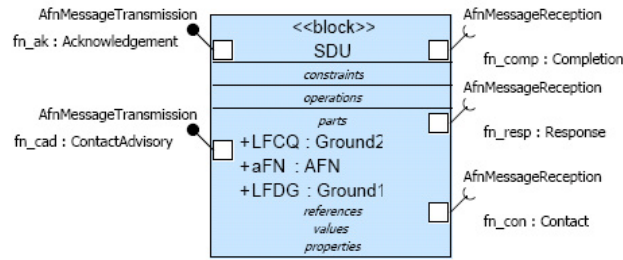 AfnMessageTransmission
fn_ak : Acknowledgement
AfnMessageTransmission
fn_cad : ContactAdvisory
<<block>>
SDU
constraints
operations
parts
+LFCQ : Ground2
+aFN : AFN
+LFDG : Ground1
references
values
properties
AfnMessageReception
fn_comp : Completion
AfnMessageReception
fn_resp : Response
AfnMessageReception
fn_con : Contact